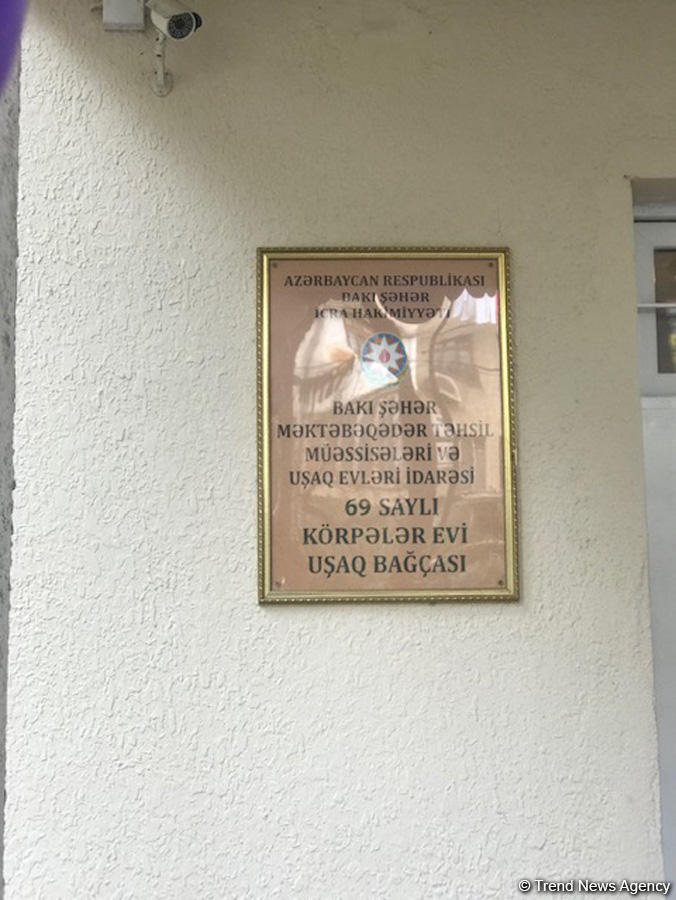 AZƏRBAYCAN RESPUBLİKASI
BAKI ŞƏHƏR
İCRA HAKİMİYYƏTİ
BAKI ŞƏHƏR
MƏKTƏBƏQƏDƏR TƏHSİL
MÜƏSSİSƏLƏRİ VƏ
UŞAQ EVLƏRİ İDARƏSİ
69 SAYLI
KÖRPƏLƏR EVİ
UŞAQ BAĞÇASI
© Trend News Agency